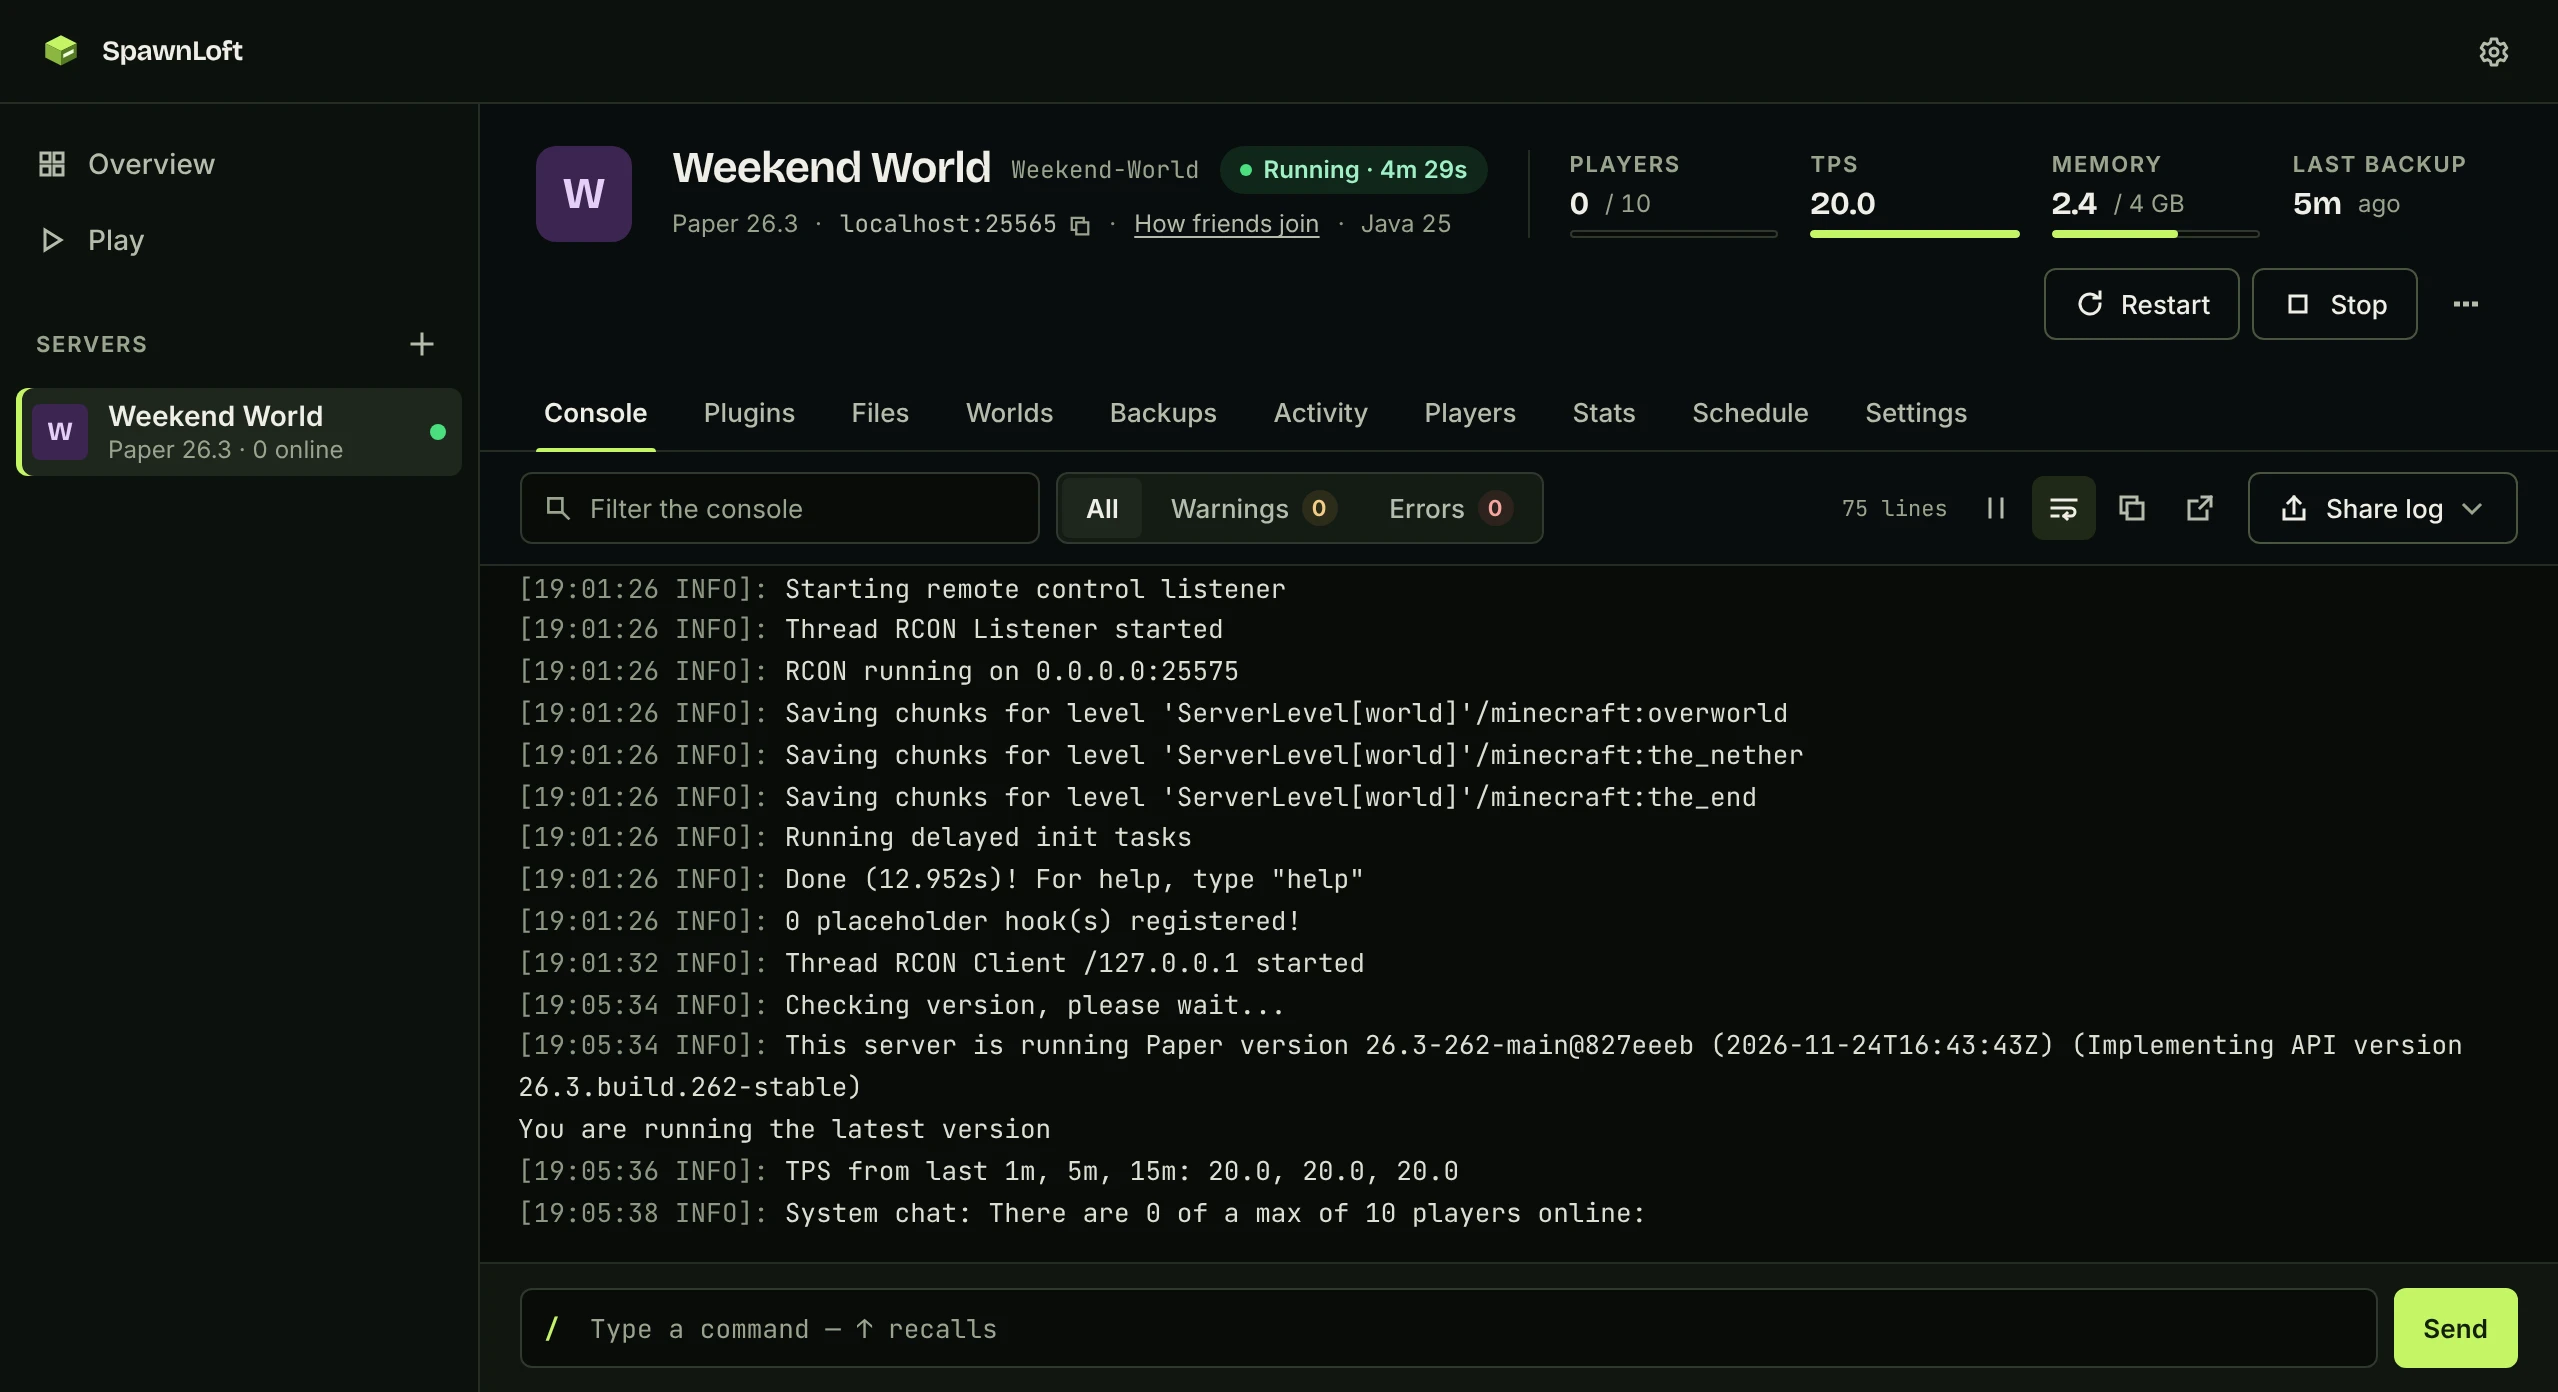 SpawnLoft
Overview
Play
SERVERS
W
Weekend World
Paper 26.3 · 0 online
W
Weekend World Weekend-World Running · 4m 29s
Paper 26.3 · localhost:25565 · How friends join · Java 25
PLAYERS
0 / 10
TPS
20.0
MEMORY
2.4 / 4 GB
LAST BACKUP
5m ago
Restart
Stop
Console Plugins Files Worlds Backups Activity Players Stats Schedule Settings
Filter the console
All Warnings 0 Errors 0
75 lines
Share log
[19:01:26 INFO]: Starting remote control listener
[19:01:26 INFO]: Thread RCON Listener started
[19:01:26 INFO]: RCON running on 0.0.0.0:25575
[19:01:26 INFO]: Saving chunks for level 'ServerLevel[world]'/minecraft:overworld
[19:01:26 INFO]: Saving chunks for level 'ServerLevel[world]'/minecraft:the_nether
[19:01:26 INFO]: Saving chunks for level 'ServerLevel[world]'/minecraft:the_end
[19:01:26 INFO]: Running delayed init tasks
[19:01:26 INFO]: Done (12.952s)! For help, type "help"
[19:01:26 INFO]: 0 placeholder hook(s) registered!
[19:01:32 INFO]: Thread RCON Client /127.0.0.1 started
[19:05:34 INFO]: Checking version, please wait...
[19:05:34 INFO]: This server is running Paper version 26.3-262-main@827eeeb (2026-11-24T16:43:43Z) (Implementing API version
26.3.build.262-stable)
You are running the latest version
[19:05:36 INFO]: TPS from last 1m, 5m, 15m: 20.0, 20.0, 20.0
[19:05:38 INFO]: System chat: There are 0 of a max of 10 players online:
/ Type a command — ↑ recalls
Send